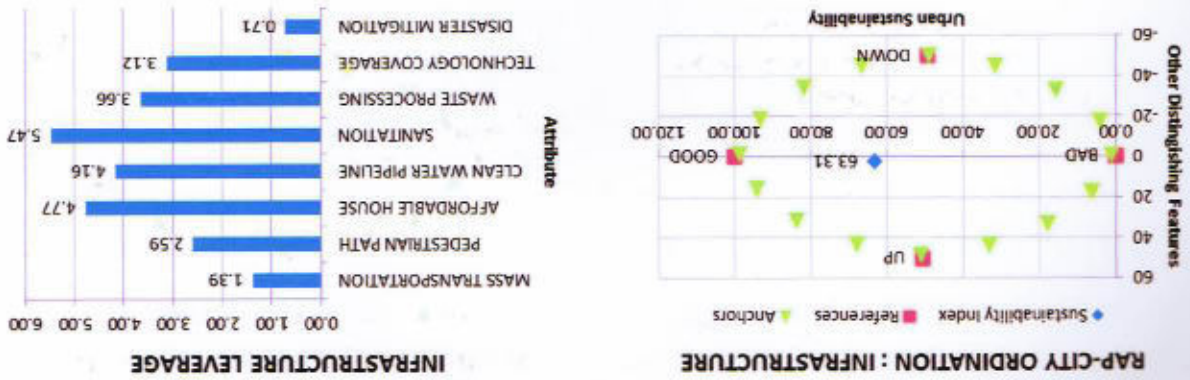 RAP-CITY ORDINATION : INFRASTRUCTURE
Sustainability Index
References
Anchors
Other Distingishing Features
60
40
20
0
-20
-40
-60
UP
BAD
63.31
GOOD
DOWN
0.00 20.00 40.00 60.00 80.00 100.00 120.00
Urban Sustainability
INFRASTRUCTURE LEVERAGE
0.00 1.00 2.00 3.00 4.00 5.00 6.00
Attribute
MASS TRANSPORTATION 1.39
PEDESTRIAN PATH 2.59
AFFORDABLE HOUSE 4.77
CLEAN WATER PIPELINE 4.16
SANITATION 5.47
WASTE PROCESSING 3.66
TECHNOLOGY COVERAGE 3.12
DISASTER MITIGATION 0.71